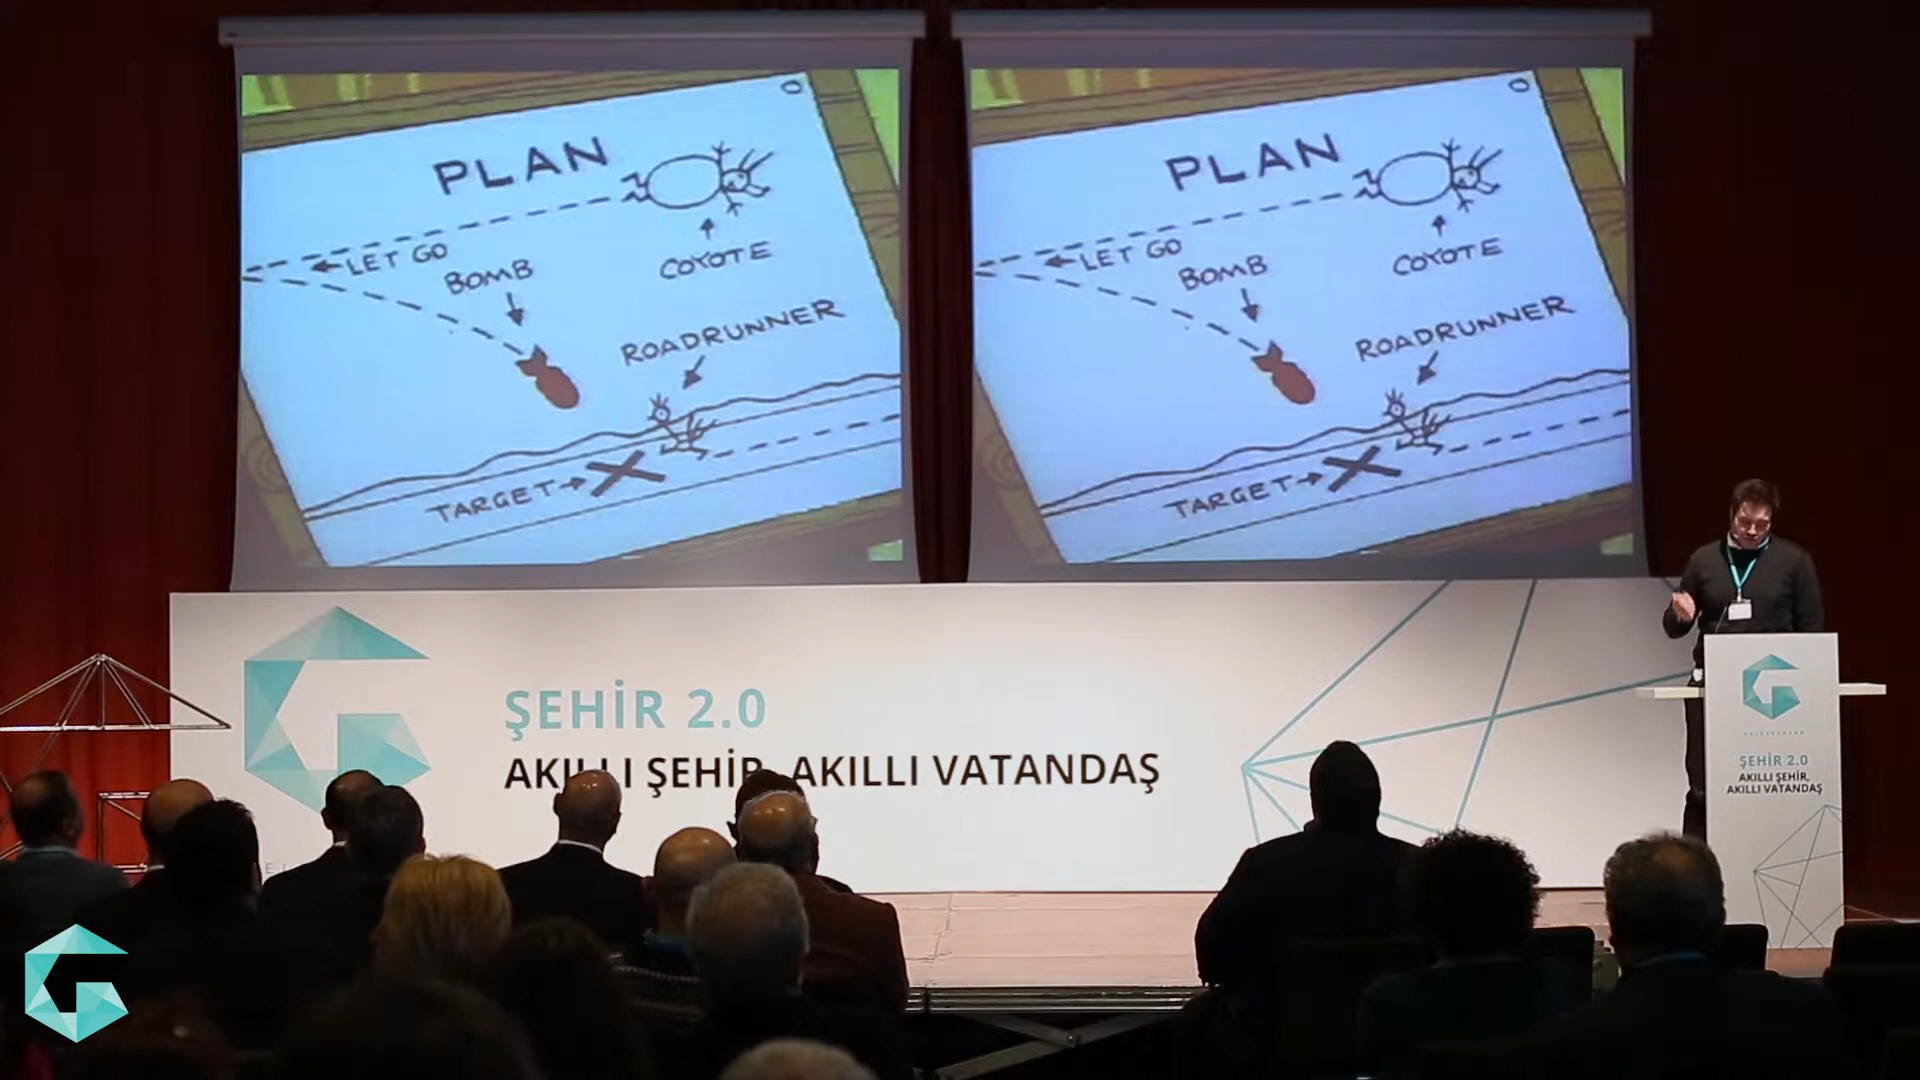 PLAN
LET GO
BOMB
COYOTE
ROADRUNNER
TARGET
PLAN
LET GO
BOMB
COYOTE
ROADRUNNER
TARGET
ŞEHİR 2.0
AKILLI ŞEHİR, AKILLI VATANDAŞ
ŞEHİR 2.0
AKILLI ŞEHİR,
AKILLI VATANDAŞ